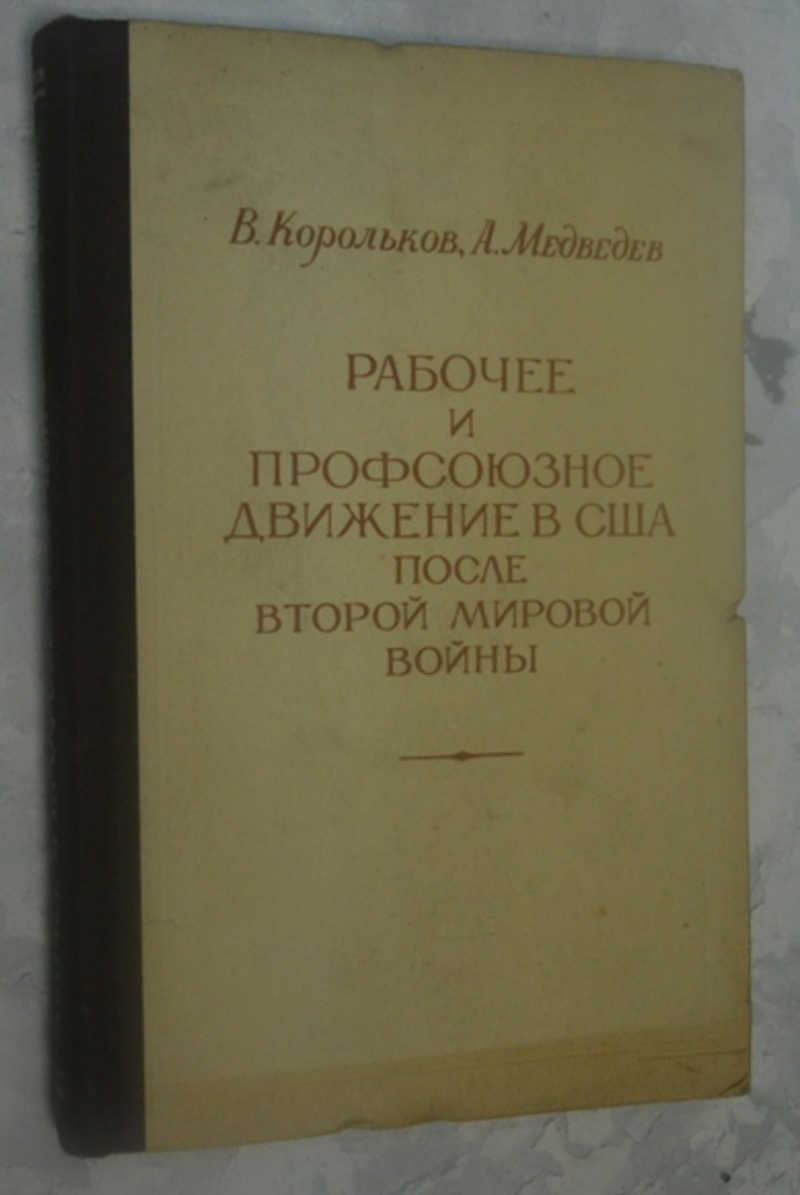 В. Корольков, А. Медведев
РАБОЧЕЕ
И
ПРОФСОЮЗНОЕ
ДВИЖЕНИЕ В США
ПОСЛЕ
ВТОРОЙ МИРОВОЙ
ВОЙНЫ